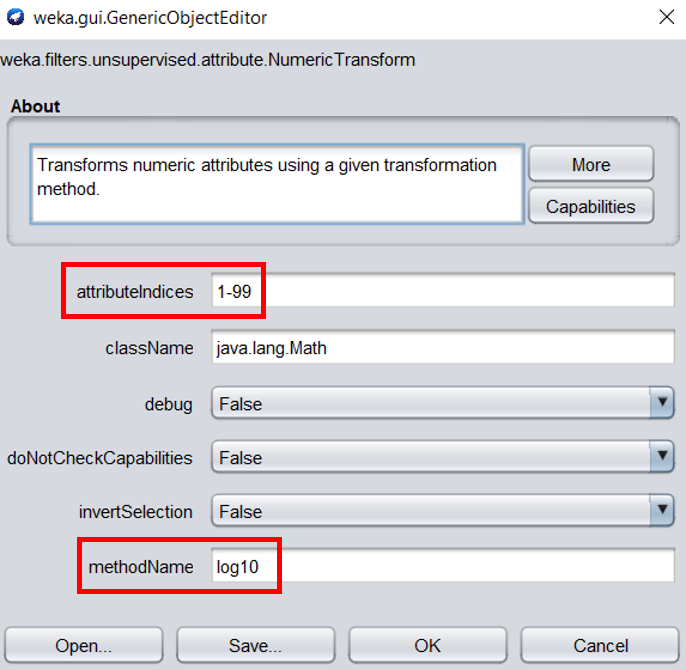 weka.gui.GenericObjectEditor
weka.filters.unsupervised.attribute.NumericTransform
About
Transforms numeric attributes using a given transformation
method.
More
Capabilities
attributeIndices 1-99
className java.lang.Math
debug False
doNotCheckCapabilities False
invertSelection False
methodName log10
Open... Save... OK Cancel